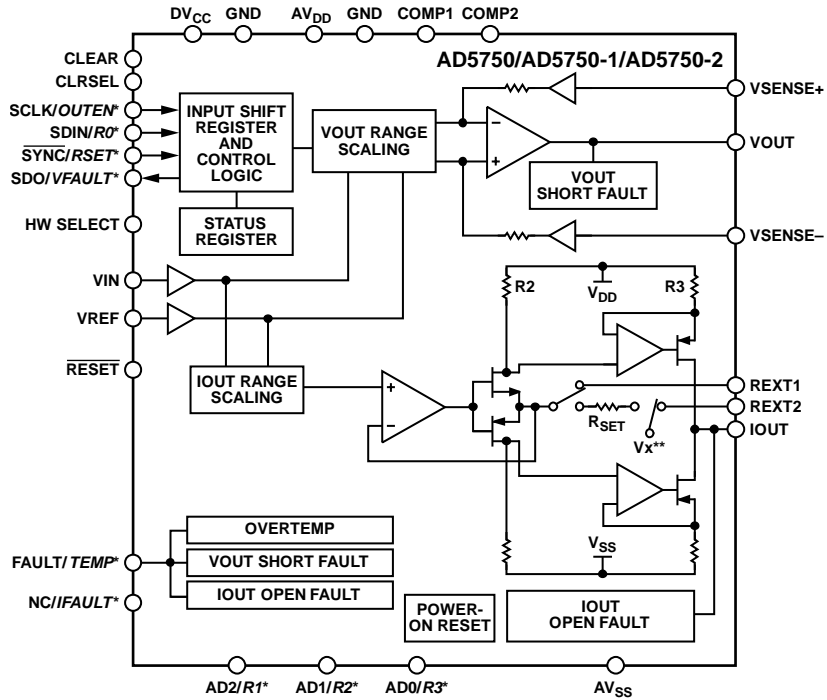 DVCC GND AVDD GND COMP1 COMP2
AD5750/AD5750-1/AD5750-2
CLEAR
CLRSEL
SCLK/OUTEN*
SDIN/R0*
SYNC/RSET*
SDO/VFAULT*
HW SELECT
VIN
VREF
RESET
INPUT SHIFT
REGISTER
AND
CONTROL
LOGIC
STATUS
REGISTER
VOUT RANGE
SCALING
−
+
VOUT
SHORT FAULT
VSENSE+
VOUT
VSENSE−
IOUT RANGE
SCALING
+
−
R2
VDD
R3
RSET
Vx**
REXT1
REXT2
IOUT
VSS
FAULT/TEMP*
NC/IFAULT*
OVERTEMP
VOUT SHORT FAULT
IOUT OPEN FAULT
POWER-
ON RESET
IOUT
OPEN FAULT
AD2/R1* AD1/R2* AD0/R3* AVSS